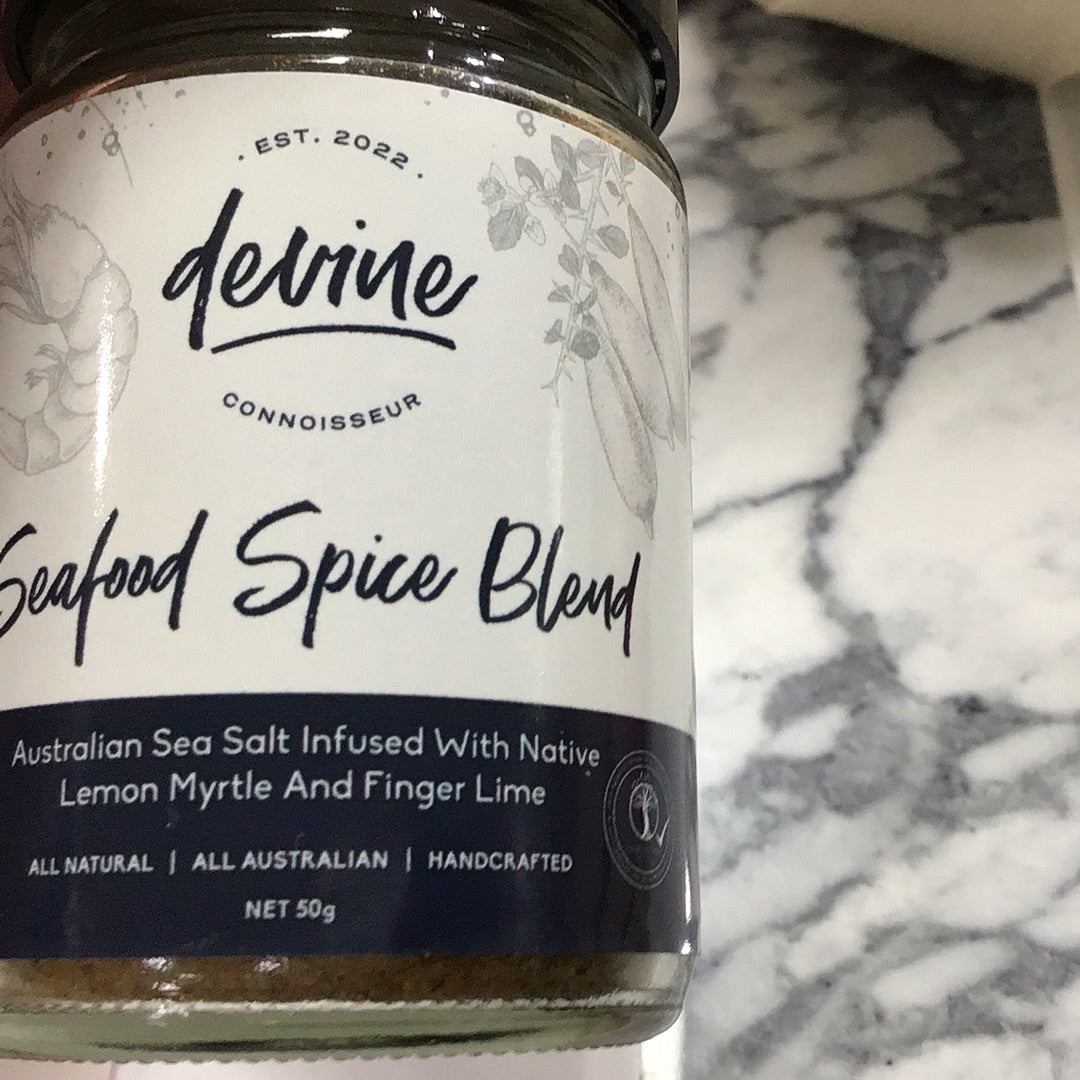 . EST. 2022 .
devine
CONNOISSEUR
Seafood Spice Blend
Australian Sea Salt Infused With Native
Lemon Myrtle And Finger Lime
ALL NATURAL | ALL AUSTRALIAN | HANDCRAFTED
NET 50g